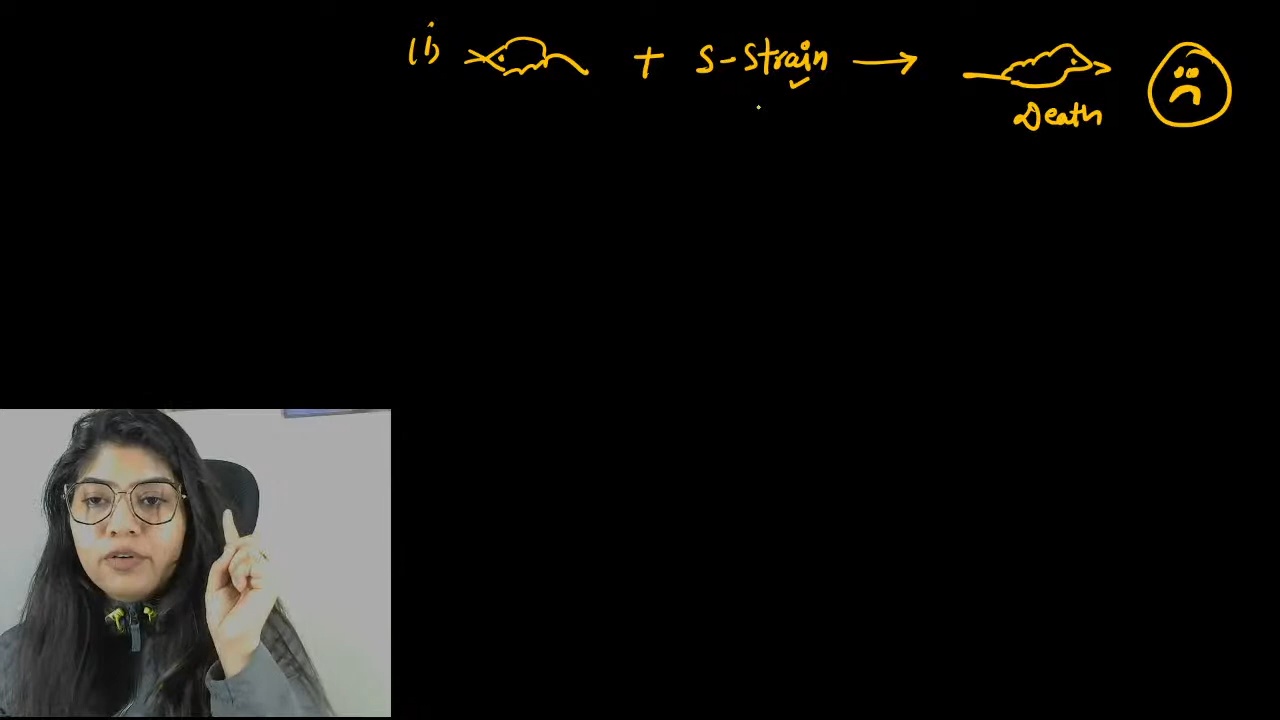 (i) + S-Strain → 
Death